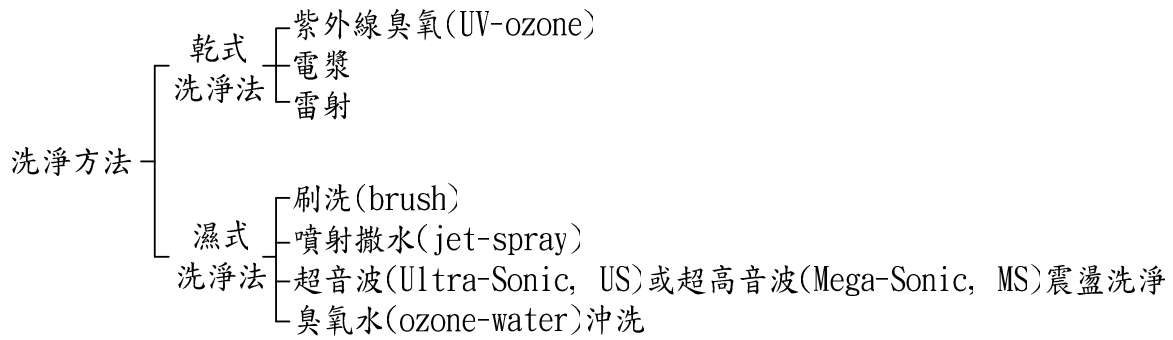 紫外線臭氧(UV-ozone)
乾式
洗淨法
電漿
雷射
洗淨方法
刷洗(brush)
濕式
洗淨法
噴射撒水(jet-spray)
超音波(Ultra-Sonic, US)或超高音波(Mega-Sonic, MS)震盪洗淨
臭氧水(ozone-water)沖洗